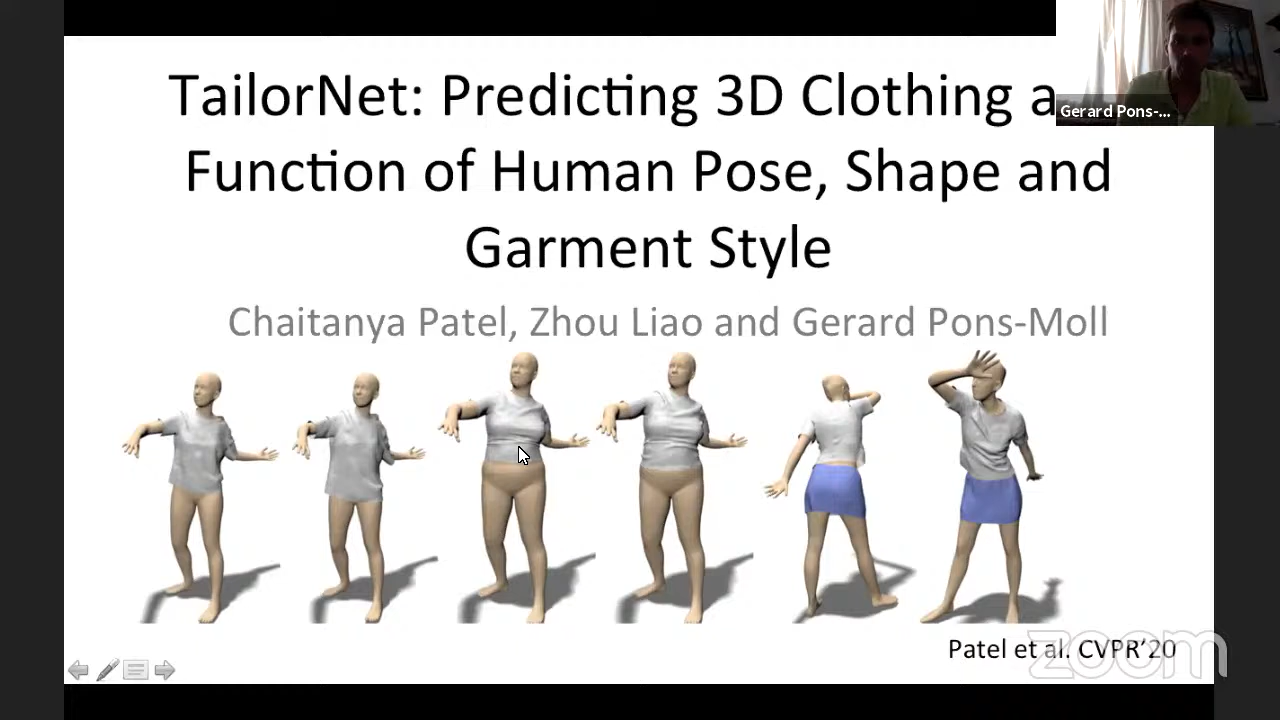 TailorNet: Predicting 3D Clothing a
Gerard Pons-...
Function of Human Pose, Shape and
Garment Style
Chaitanya Patel, Zhou Liao and Gerard Pons-Moll
Patel et al. CVPR’20
zoom